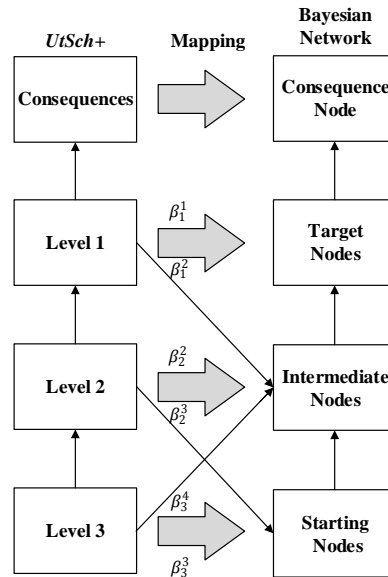 UtSch+
Mapping
Bayesian
Network
Consequences
Consequence
Node
Level 1
β₁¹
β₁²
Target
Nodes
Level 2
β₂²
β₂³
Intermediate
Nodes
Level 3
β₃⁴
β₃³
Starting
Nodes